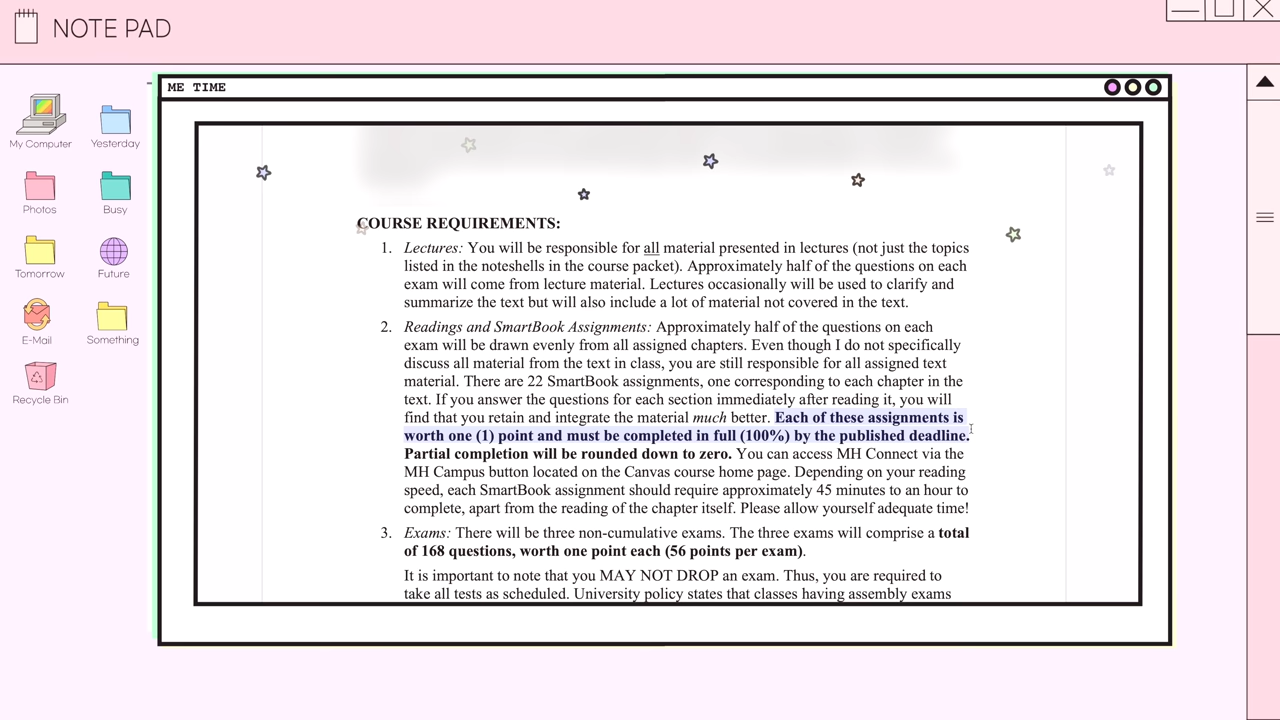 NOTE PAD
ME TIME
My Computer
Yesterday
Photos
Busy
Tomorrow
Future
E-Mail
Something
Recycle Bin
COURSE REQUIREMENTS:
1. Lectures: You will be responsible for all material presented in lectures (not just the topics
listed in the noteshells in the course packet). Approximately half of the questions on each
exam will come from lecture material. Lectures occasionally will be used to clarify and
summarize the text but will also include a lot of material not covered in the text.
2. Readings and SmartBook Assignments: Approximately half of the questions on each
exam will be drawn evenly from all assigned chapters. Even though I do not specifically
discuss all material from the text in class, you are still responsible for all assigned text
material. There are 22 SmartBook assignments, one corresponding to each chapter in the
text. If you answer the questions for each section immediately after reading it, you will
find that you retain and integrate the material much better. Each of these assignments is
worth one (1) point and must be completed in full (100%) by the published deadline.
Partial completion will be rounded down to zero. You can access MH Connect via the
MH Campus button located on the Canvas course home page. Depending on your reading
speed, each SmartBook assignment should require approximately 45 minutes to an hour to
complete, apart from the reading of the chapter itself. Please allow yourself adequate time!
3. Exams: There will be three non-cumulative exams. The three exams will comprise a total
of 168 questions, worth one point each (56 points per exam).
It is important to note that you MAY NOT DROP an exam. Thus, you are required to
take all tests as scheduled. University policy states that classes having assembly exams